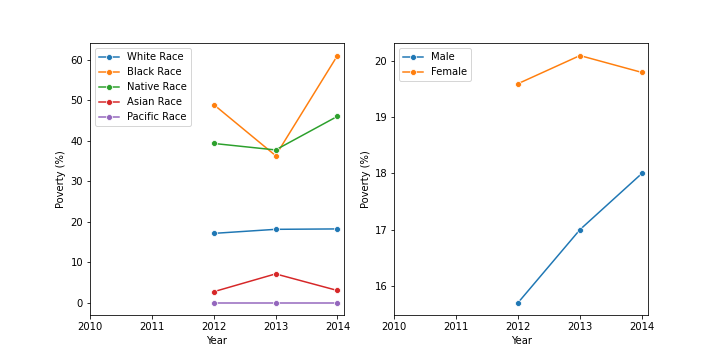 White Race
Black Race
Native Race
Asian Race
Pacific Race
Poverty (%)
60
50
40
30
20
10
0
2010 2011 2012 2013 2014
Year
Male
Female
Poverty (%)
20
19
18
17
16
2010 2011 2012 2013 2014
Year